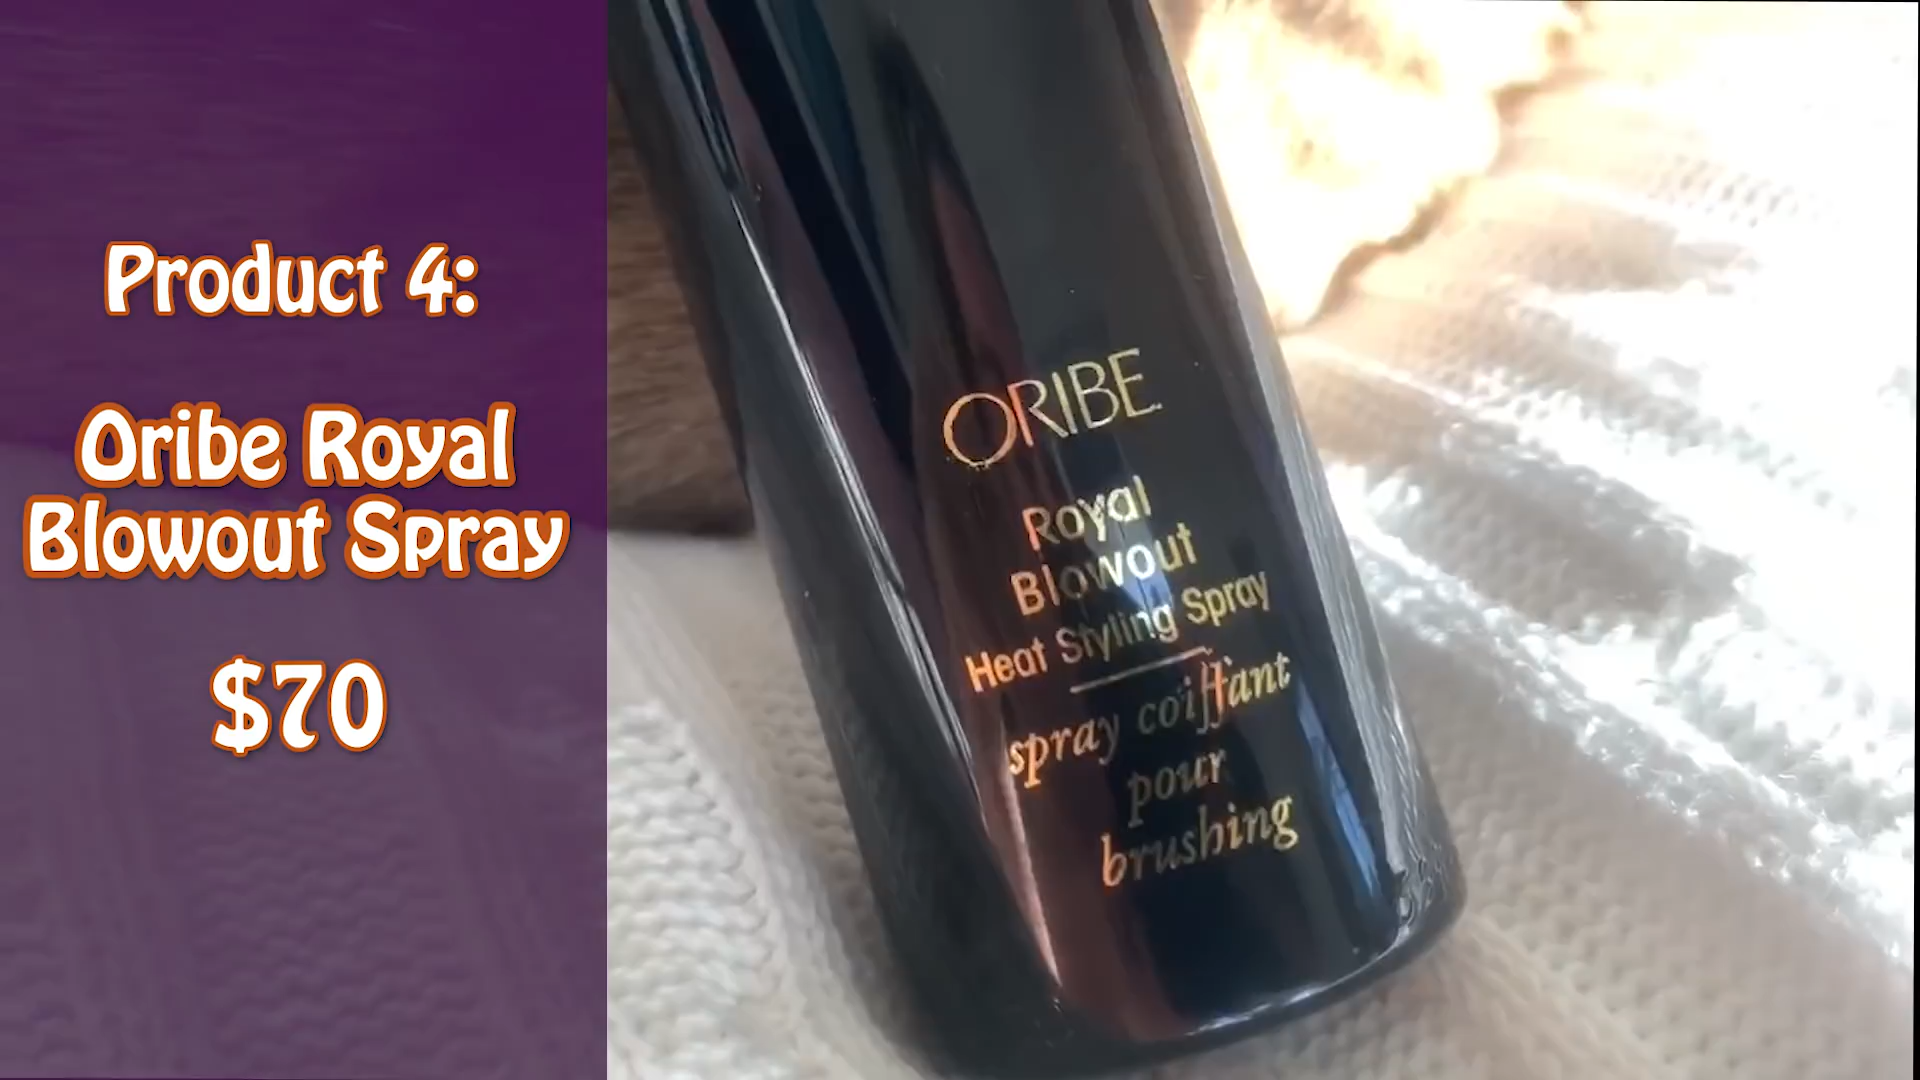 Product 4:
Oribe Royal
Blowout Spray
$70
ORIBE
Royal
Blowout
Heat Styling Spray
spray coiffant
pour
brushing